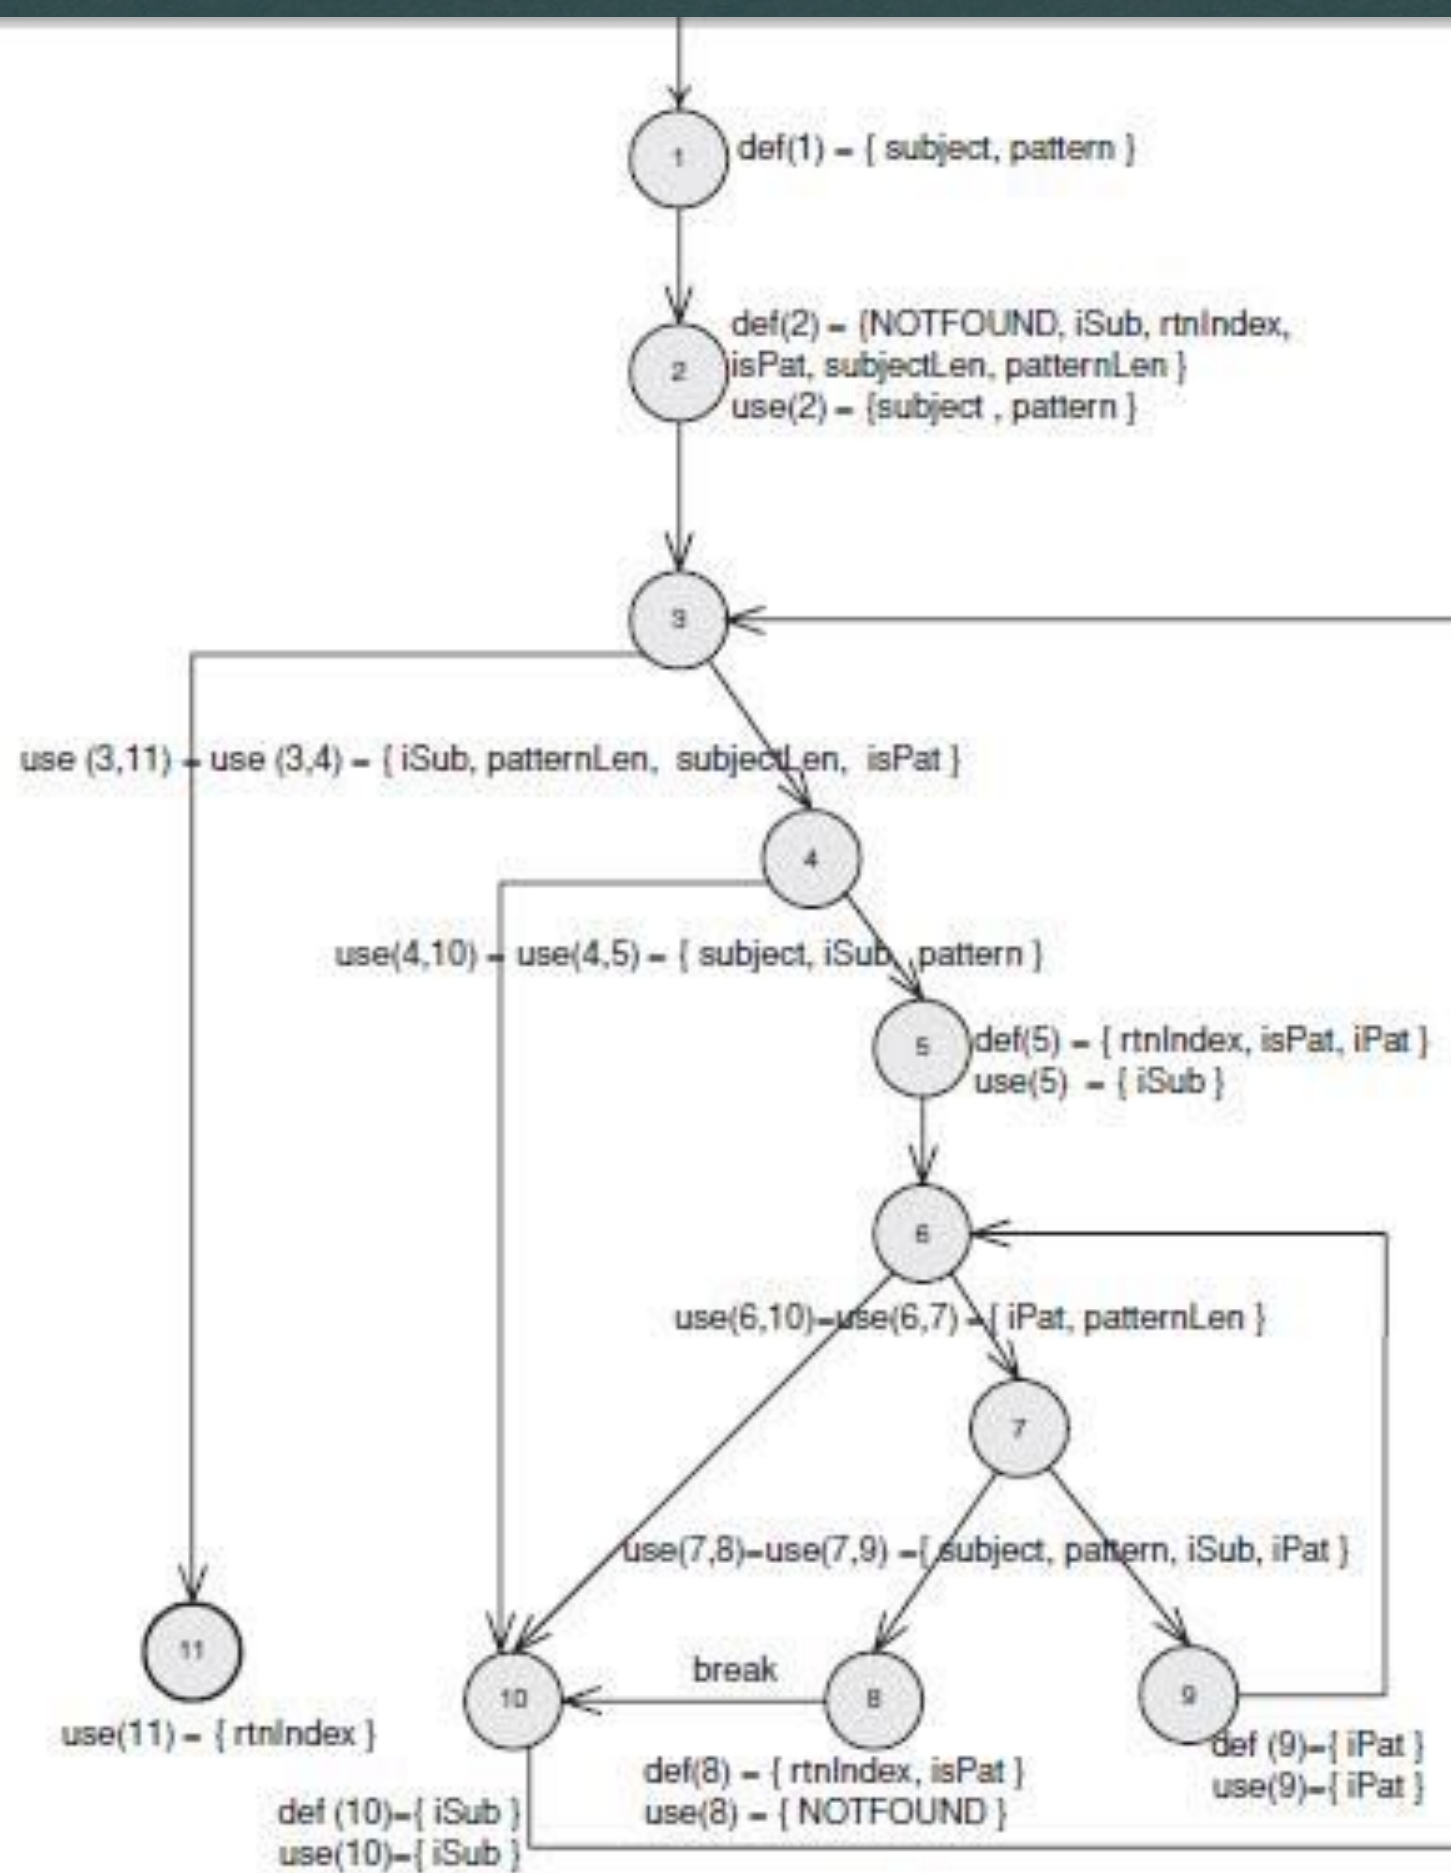 1
def(1) = { subject, pattern }
def(2) = {NOTFOUND, iSub, rtnIndex,
2
isPat, subjectLen, patternLen }
use(2) = {subject , pattern }
3
use (3,11) = use (3,4) = { iSub, patternLen, subjectLen, isPat }
4
use(4,10) = use(4,5) = { subject, iSub, pattern }
5
def(5) = { rtnIndex, isPat, iPat }
use(5) = { iSub }
6
use(6,10)=use(6,7) ={ iPat, patternLen }
7
use(7,8)=use(7,9) ={ subject, pattern, iSub, iPat }
11
use(11) = { rtnIndex }
10
break
8
9
def (9)={ iPat }
use(9)={ iPat }
def(8) = { rtnIndex, isPat }
use(8) = { NOTFOUND }
def (10)={ iSub }
use(10)={ iSub }